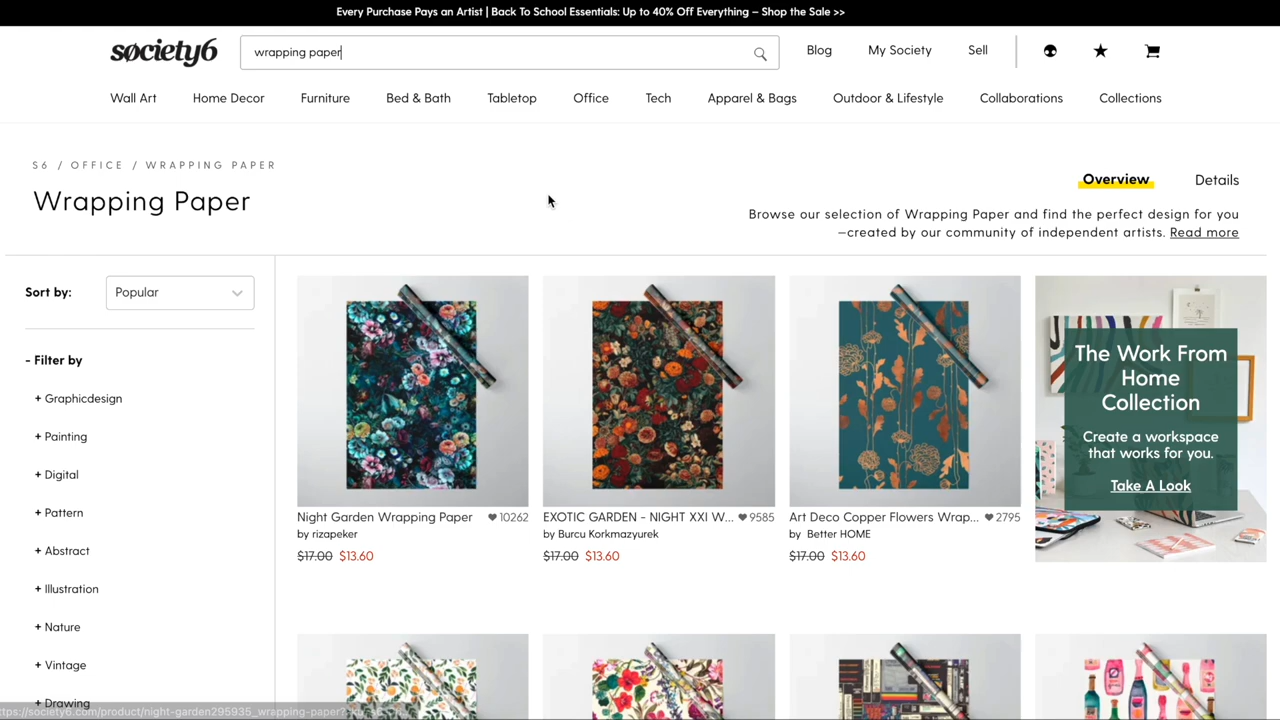 Every Purchase Pays an Artist | Back To School Essentials: Up to 40% Off Everything – Shop the Sale >>
society6
wrapping paper
Blog
My Society
Sell
Wall Art
Home Decor
Furniture
Bed & Bath
Tabletop
Office
Tech
Apparel & Bags
Outdoor & Lifestyle
Collaborations
Collections
S6 / OFFICE / WRAPPING PAPER
Wrapping Paper
Overview
Details
Browse our selection of Wrapping Paper and find the perfect design for you
–created by our community of independent artists. Read more
Sort by:
Popular
- Filter by
+ Graphicdesign
+ Painting
+ Digital
+ Pattern
+ Abstract
+ Illustration
+ Nature
+ Vintage
+ Drawing
Night Garden Wrapping Paper
10262
by rizapeker
$17.00 $13.60
EXOTIC GARDEN - NIGHT XXI W...
9585
by Burcu Korkmazyurek
$17.00 $13.60
Art Deco Copper Flowers Wrap...
2795
by Better HOME
$17.00 $13.60
The Work From
Home
Collection
Create a workspace
that works for you.
Take A Look